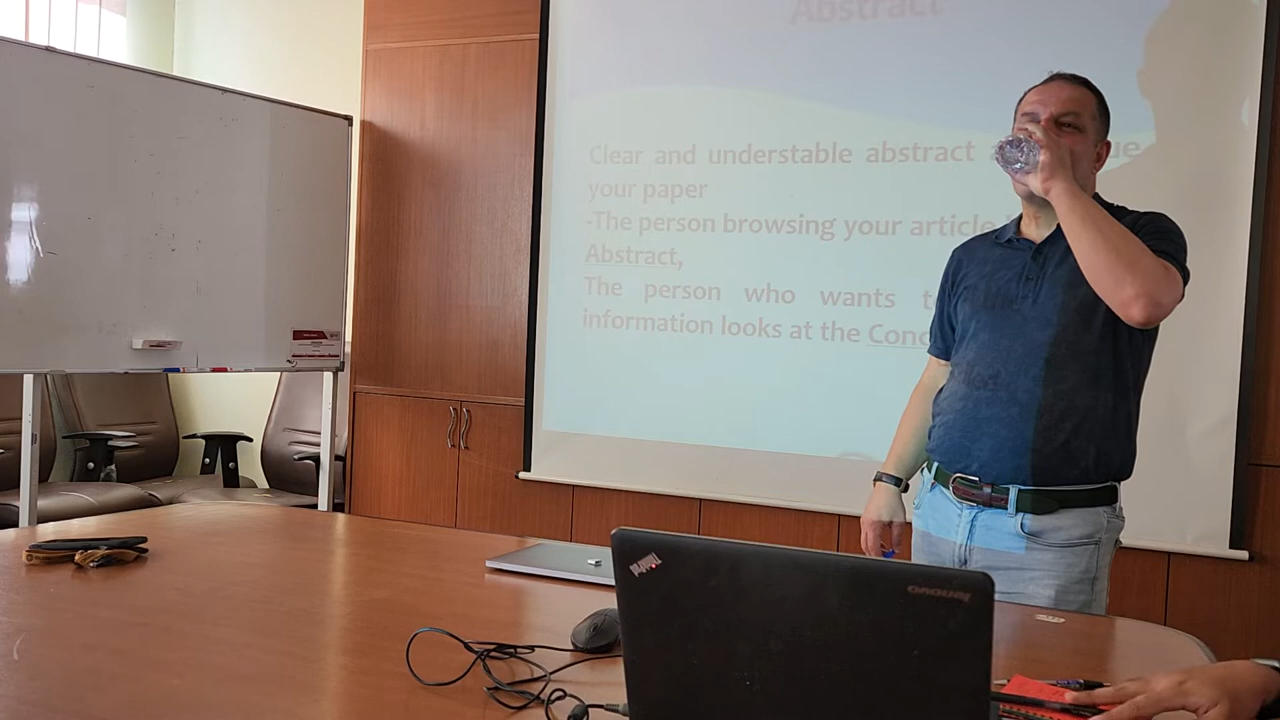 Abstract
Clear and understable abstract
your paper
-The person browsing your article
Abstract,
The person who wants
information looks at the
ThinkPad
lenovo